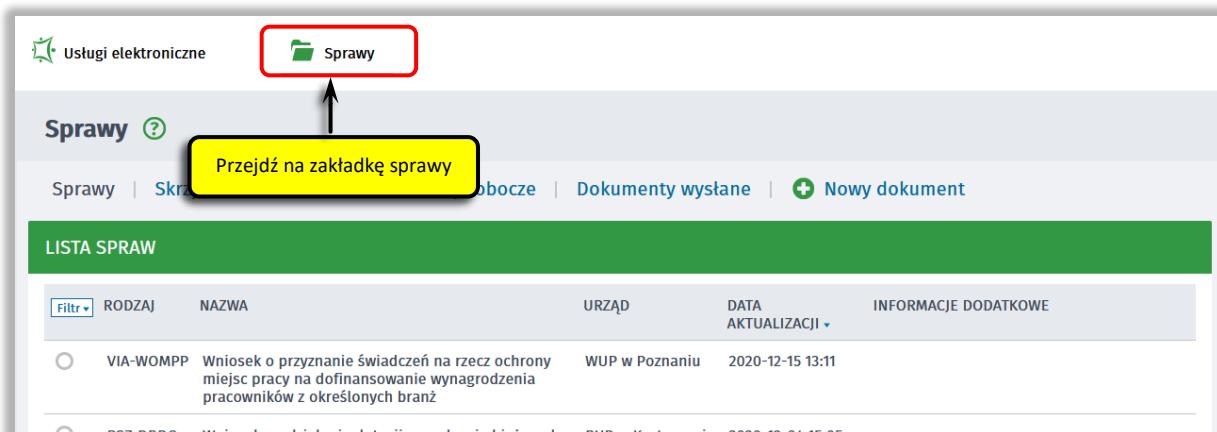 Usługi elektroniczne
Sprawy
Sprawy
Przejdź na zakładkę sprawy
Sprawy | | Dokumenty wysłane | Nowy dokument
LISTA SPRAW
Filtr RODZAJ NAZWA URZĄD DATA INFORMACJE DODATKOWE
AKTUALIZACJI
VIA-WOMPP Wniosek o przyznanie świadczeń na rzecz ochrony WUP w Poznaniu 2020-12-15 13:11
miejsc pracy na dofinansowanie wynagrodzenia
pracowników z określonych branż